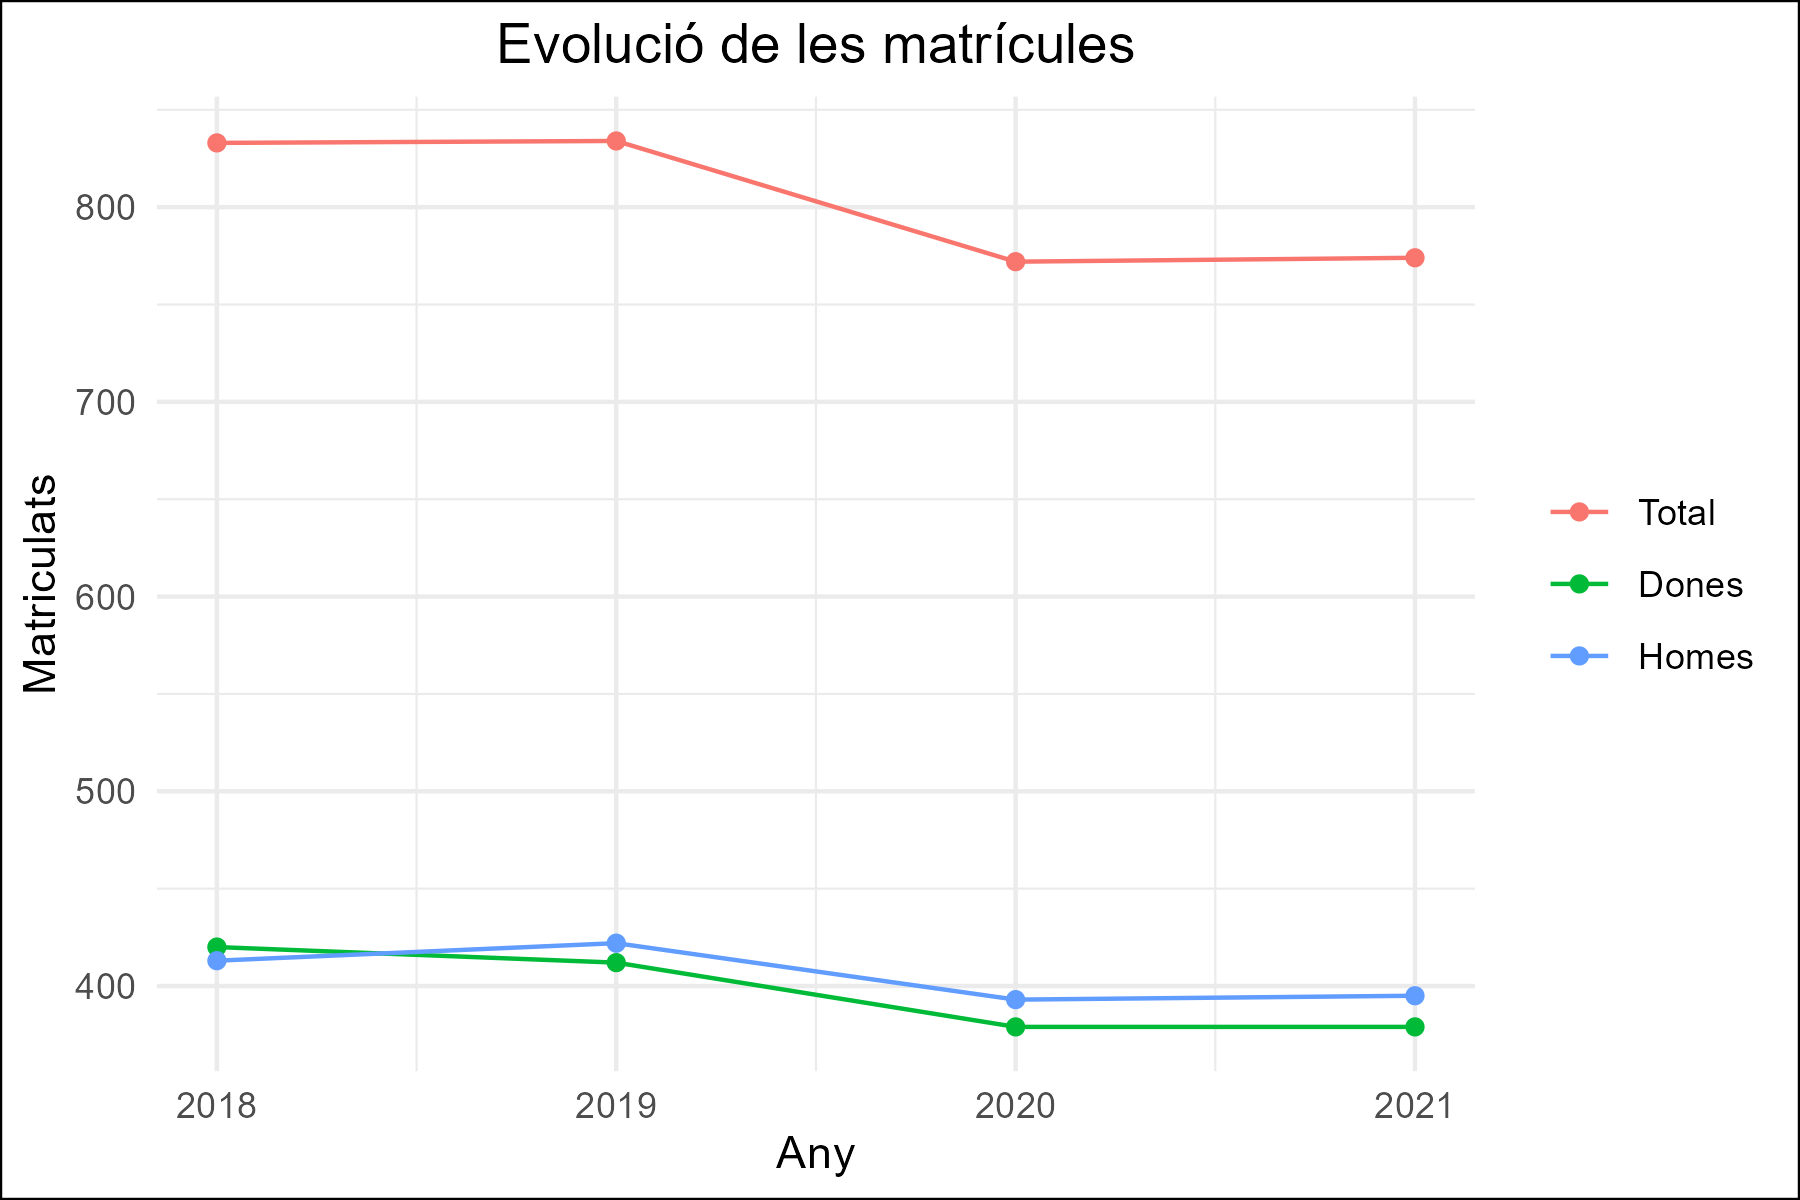 Evolució de les matrícules
Matriculats
800
700
600
500
400
2018
2019
2020
2021
Any
Total
Dones
Homes